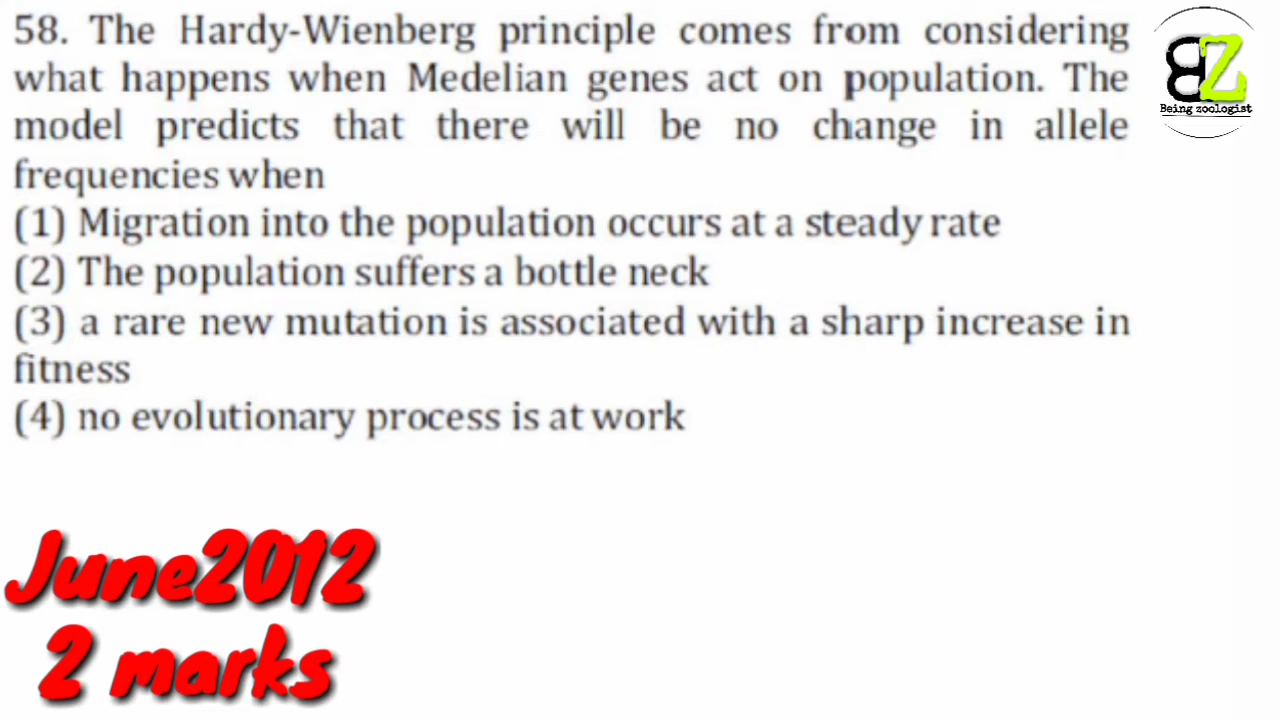 58. The Hardy-Wienberg principle comes from considering
what happens when Medelian genes act on population. The
model predicts that there will be no change in allele
frequencies when
(1) Migration into the population occurs at a steady rate
(2) The population suffers a bottle neck
(3) a rare new mutation is associated with a sharp increase in
fitness
(4) no evolutionary process is at work
BZ
Being zoologist
June2012
2 marks